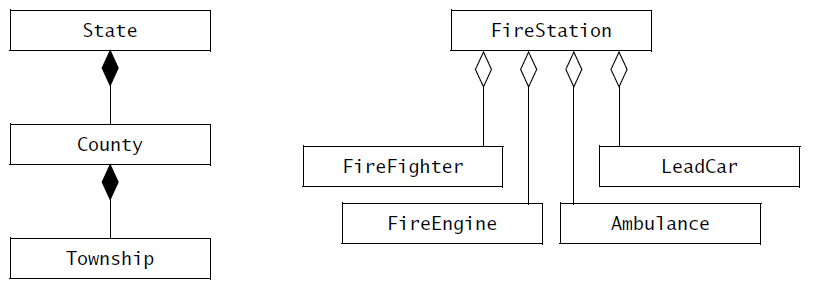 State
FireStation
County
FireFighter
LeadCar
FireEngine
Ambulance
Township